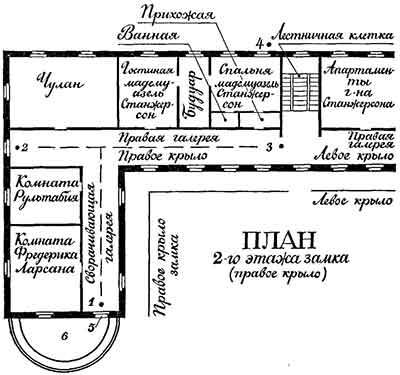 Прихожая
Ванная
4
Лестничная клетка
Чулан
Гостиная
мадемуазель
Станжерсон
Будуар
Спальня
мадемуазель
Станжерсон
Апартаменты
г-на
Станжерсона
2
Правая галерея
3
Правая
галерея
Правое крыло
Левое крыло
Комната
Рультабия
Сворачивающая
галерея
Левое крыло
Комната
Фредерика
Ларсана
Правое крыло
замка
ПЛАН
2-го этажа замка
(правое крыло)
1
5
6